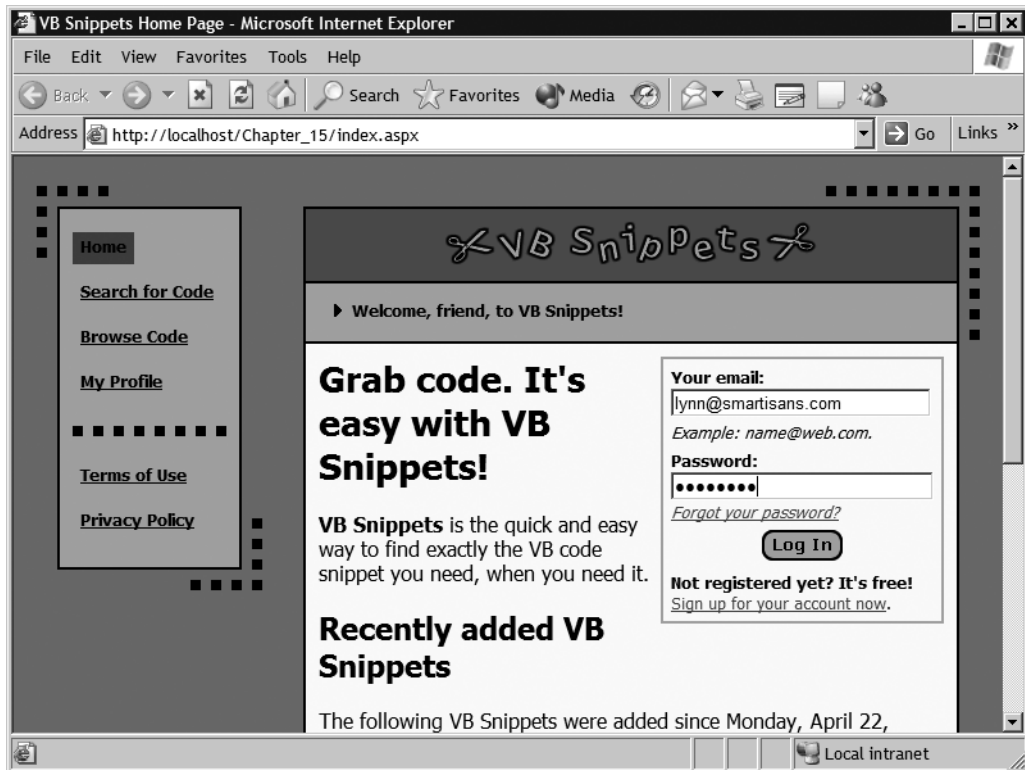 VB Snippets Home Page - Microsoft Internet Explorer
File Edit View Favorites Tools Help
Back Search Favorites Media
Address http://localhost/Chapter_15/index.aspx Go Links »
Home
Search for Code
Browse Code
My Profile
Terms of Use
Privacy Policy
VB Snippets
Welcome, friend, to VB Snippets!
Grab code. It's
easy with VB
Snippets!
VB Snippets is the quick and easy
way to find exactly the VB code
snippet you need, when you need it.
Recently added VB
Snippets
The following VB Snippets were added since Monday, April 22,
Your email:
lynn@smartisans.com
Example: name@web.com.
Password:
••••••••
Forgot your password?
Log In
Not registered yet? It's free!
Sign up for your account now.
Local intranet